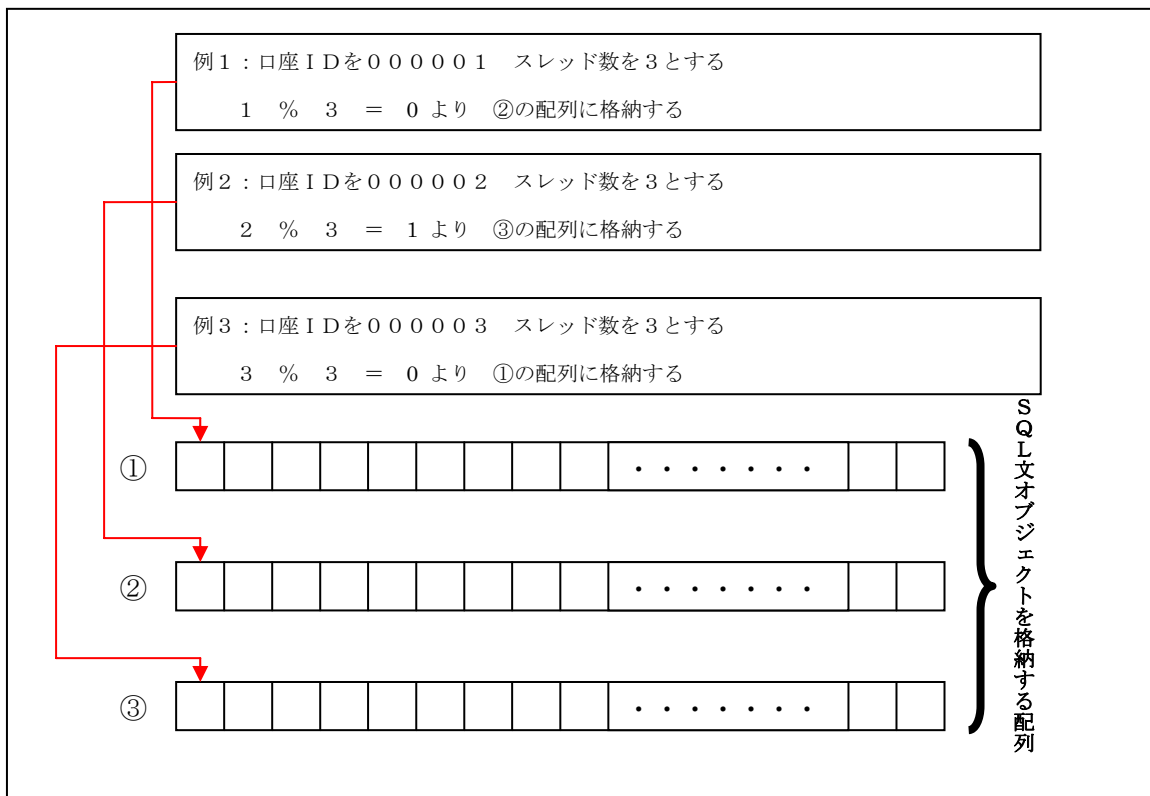 例１：口座ＩＤを０００００１　スレッド数を３とする
１　％　３　＝　０より　②の配列に格納する
例２：口座ＩＤを０００００２　スレッド数を３とする
２　％　３　＝　１より　③の配列に格納する
例３：口座ＩＤを０００００３　スレッド数を３とする
３　％　３　＝　０より　①の配列に格納する
①
・・・・・・・
②
・・・・・・・
③
・・・・・・・
ＳＱＬ文オブジェクトを格納する配列